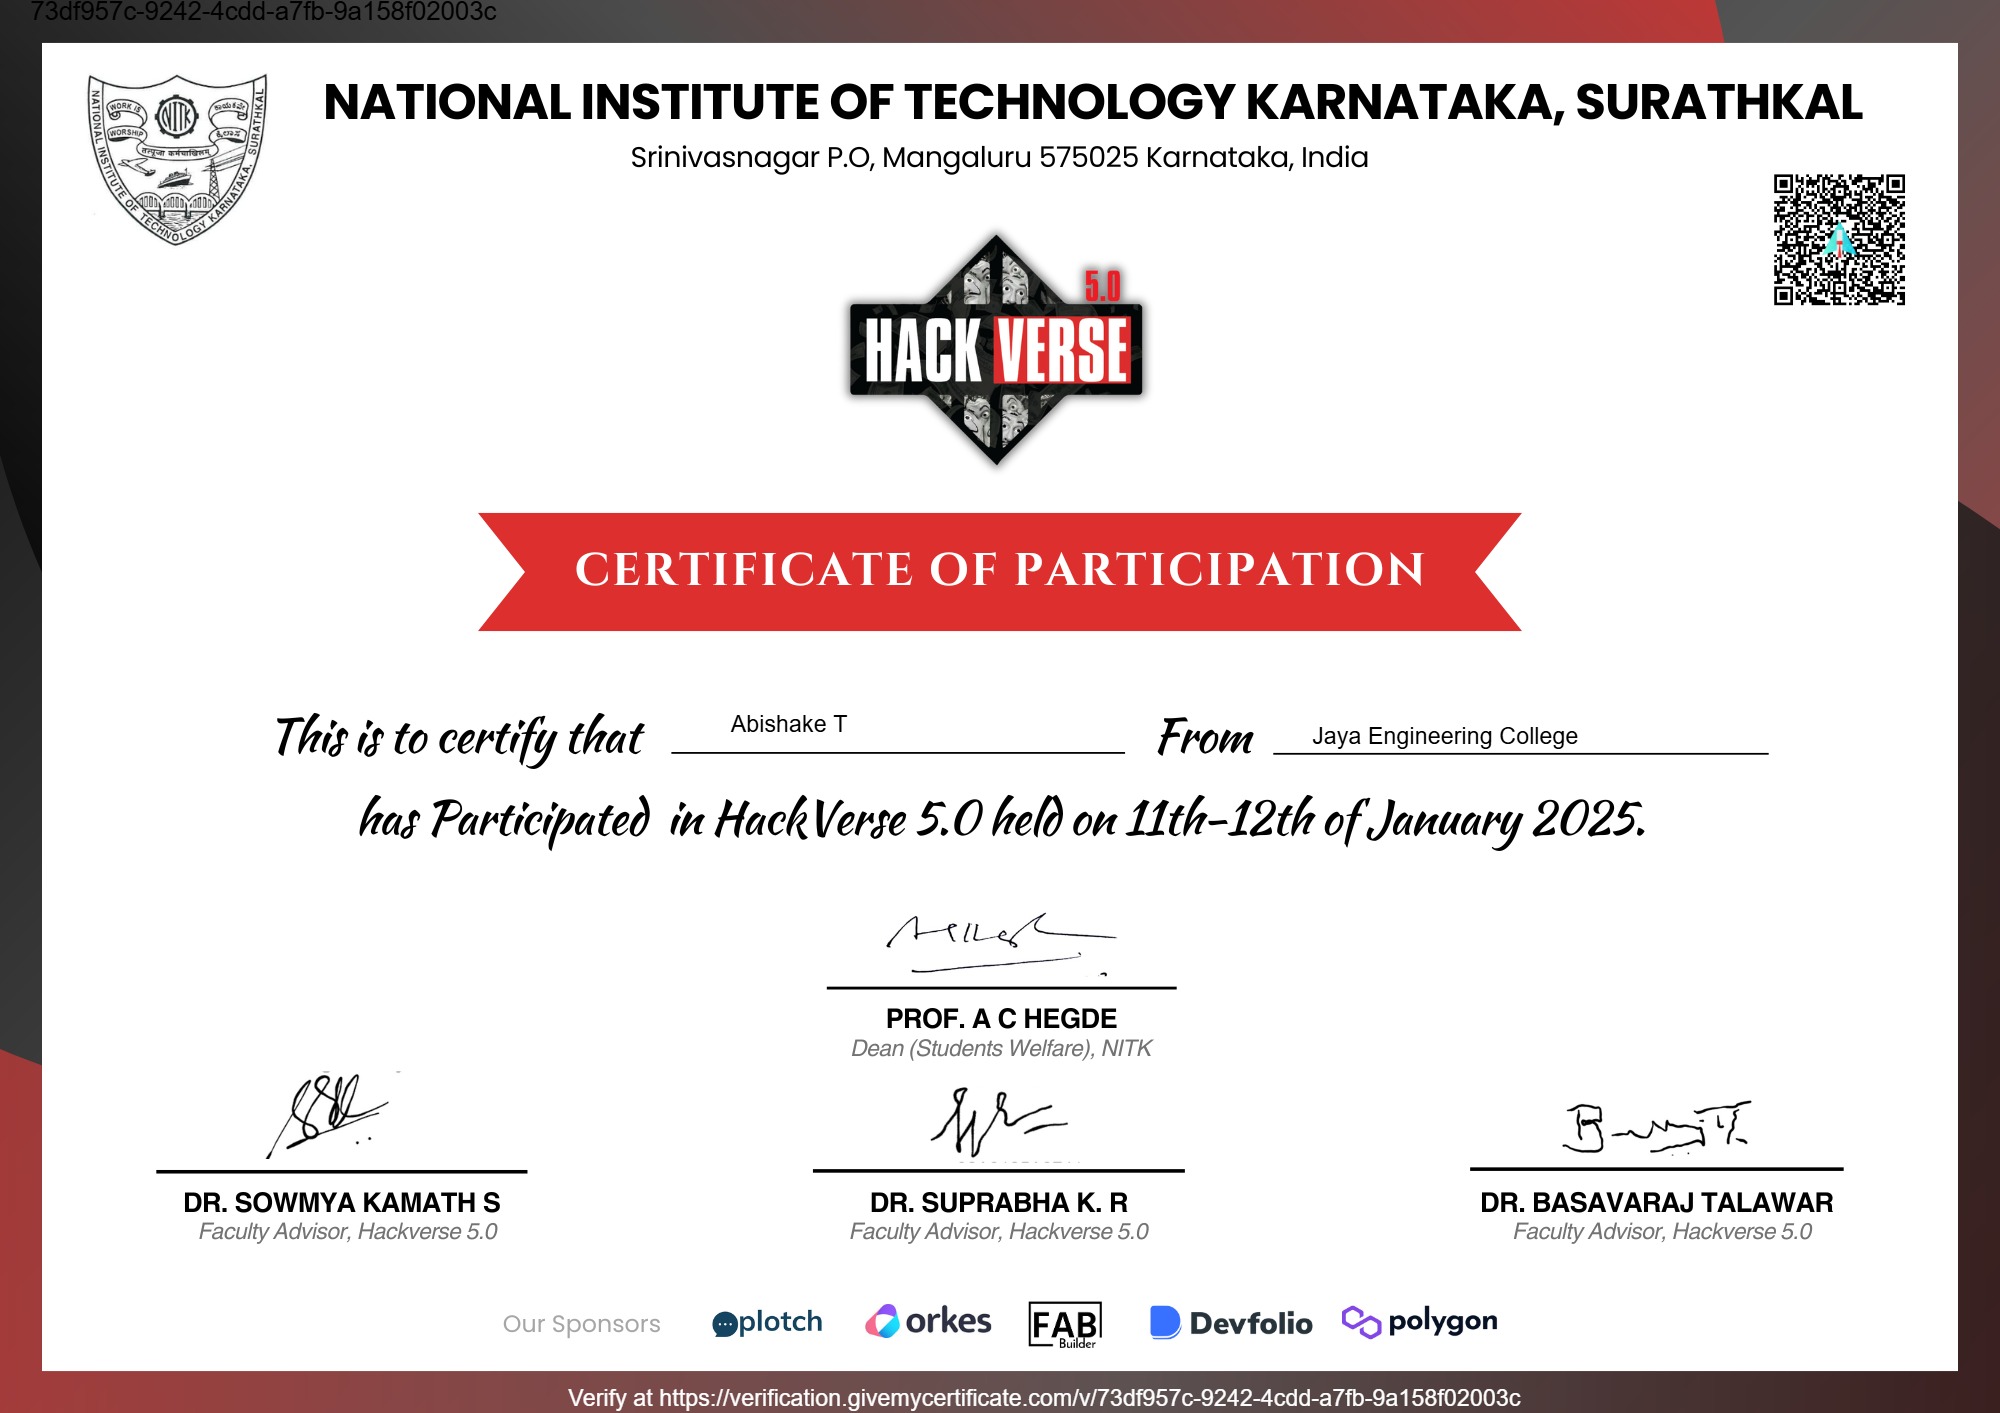 73df957c-9242-4cdd-a7fb-9a158f02003c
NATIONAL INSTITUTE OF TECHNOLOGY KARNATAKA, SURATHKAL
Srinivasnagar P.O, Mangaluru 575025 Karnataka, India
WORK IS
WORSHIP
NITK
NATIONAL INSTITUTE OF TECHNOLOGY KARNATAKA, SURATHKAL
5.0
HACK VERSE
CERTIFICATE OF PARTICIPATION
This is to certify that Abishake T From Jaya Engineering College
has Participated in HackVerse 5.0 held on 11th-12th of January 2025.
PROF. A C HEGDE
Dean (Students Welfare), NITK
DR. SOWMYA KAMATH S
Faculty Advisor, Hackverse 5.0
DR. SUPRABHA K. R
Faculty Advisor, Hackverse 5.0
DR. BASAVARAJ TALAWAR
Faculty Advisor, Hackverse 5.0
Our Sponsors plotch orkes FAB Builder Devfolio polygon
Verify at https://verification.givemycertificate.com/v/73df957c-9242-4cdd-a7fb-9a158f02003c